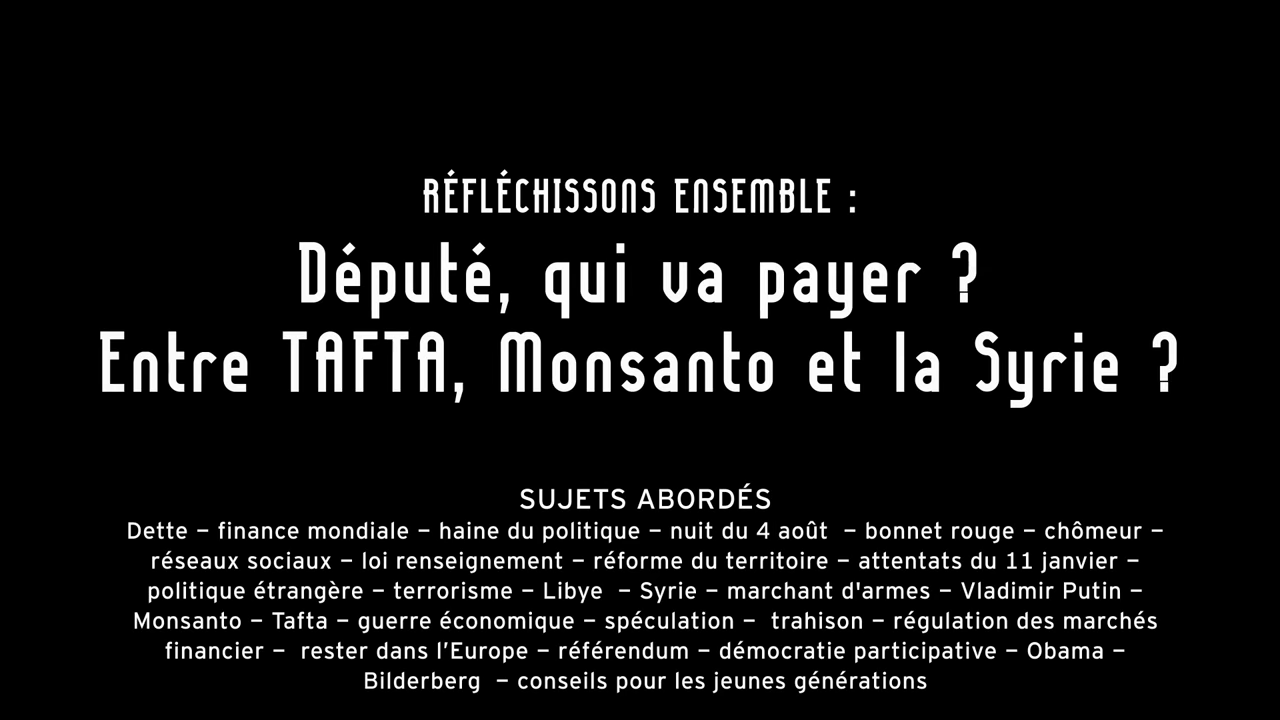 RÉFLÉCHISSONS ENSEMBLE :
Député, qui va payer ?
Entre TAFTA, Monsanto et la Syrie ?
SUJETS ABORDÉS
Dette – finance mondiale – haine du politique – nuit du 4 août – bonnet rouge – chômeur –
réseaux sociaux – loi renseignement – réforme du territoire – attentats du 11 janvier –
politique étrangère – terrorisme – Libye – Syrie – marchant d'armes – Vladimir Putin –
Monsanto – Tafta – guerre économique – spéculation – trahison – régulation des marchés
financier – rester dans l’Europe – référendum – démocratie participative – Obama –
Bilderberg – conseils pour les jeunes générations